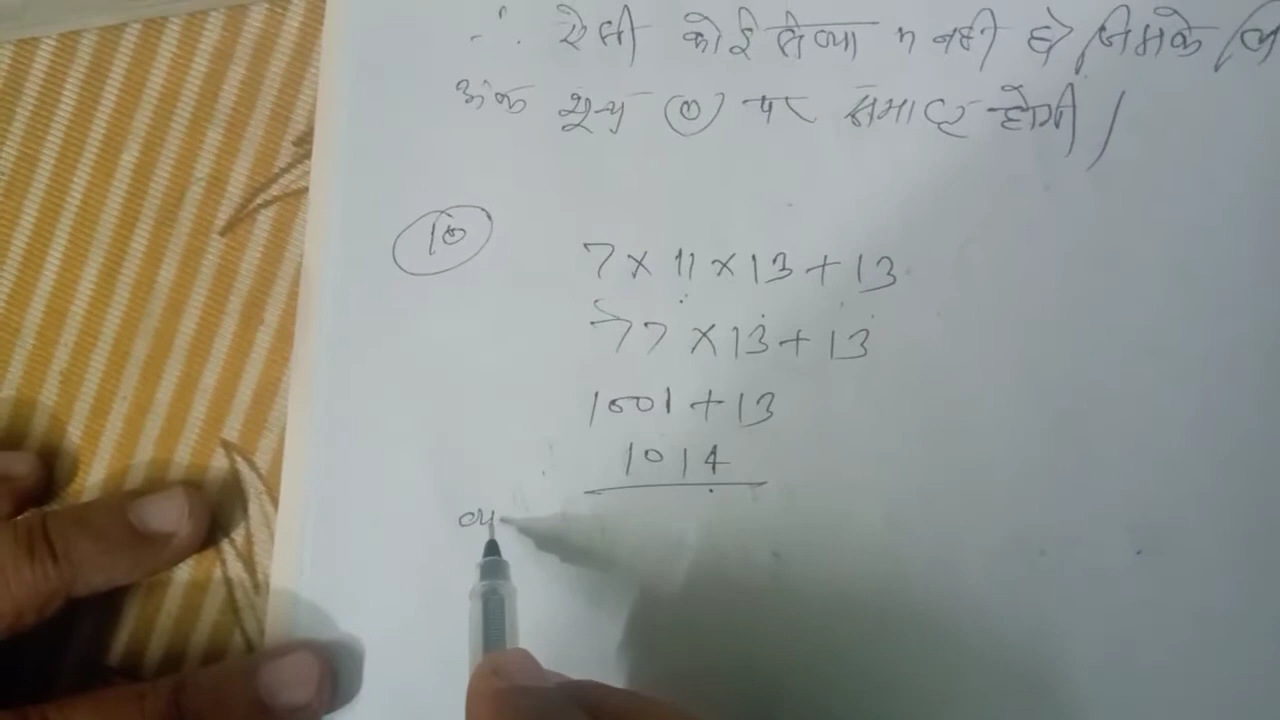 ∴ ऐसी कोई संख्या n नही है जिसके
अंक शून्य (0) पर समाप्त होगी।
(10) 7 × 11 × 13 + 13
77 × 13 + 13
1001 + 13
1014